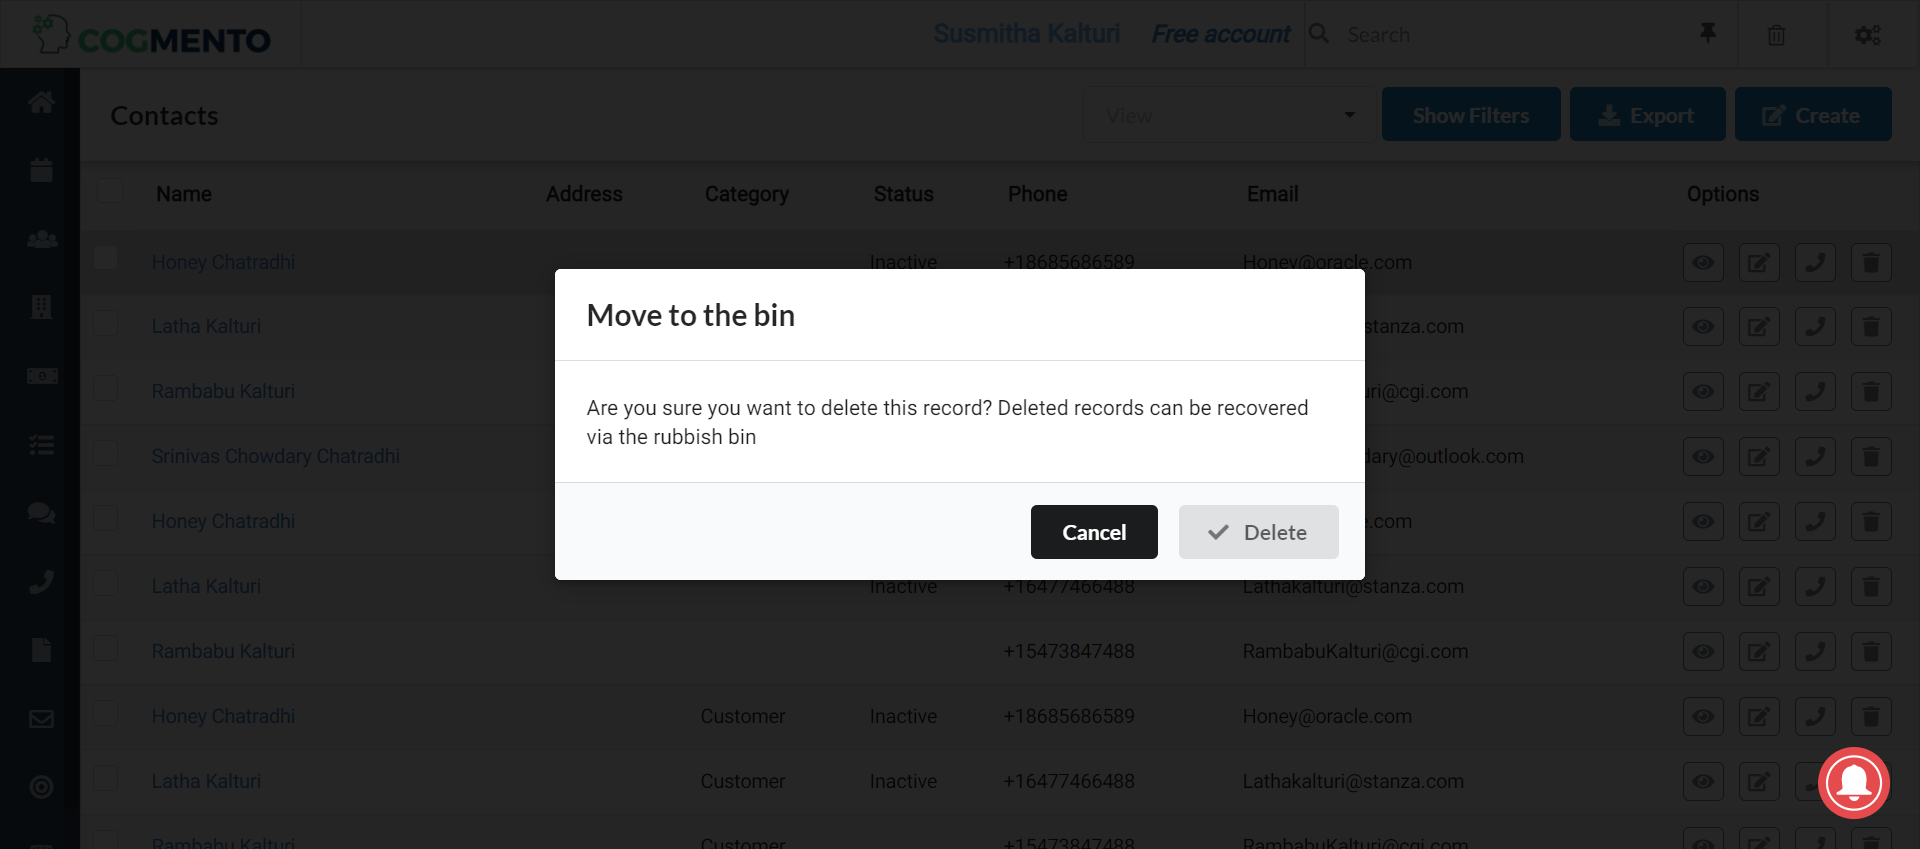 COGMENTO
Susmitha Kalturi Free account Search
Contacts View Show Filters Export Create
Name Address Category Status Phone Email Options
Honey Chatradhi Inactive +18685686589 Honey@oracle.com
Latha Kalturi stanza.com
Rambabu Kalturi uri@cgi.com
Srinivas Chowdary Chatradhi dary@outlook.com
Honey Chatradhi .com
Move to the bin
Are you sure you want to delete this record? Deleted records can be recovered
via the rubbish bin
Cancel Delete
Latha Kalturi Inactive +16477466488 Lathakalturi@stanza.com
Rambabu Kalturi +15473847488 RambabuKalturi@cgi.com
Honey Chatradhi Customer Inactive +18685686589 Honey@oracle.com
Latha Kalturi Customer Inactive +16477466488 Lathakalturi@stanza.com
Rambabu Kalturi Customer +15473847488 RambabuKalturi@cgi.com